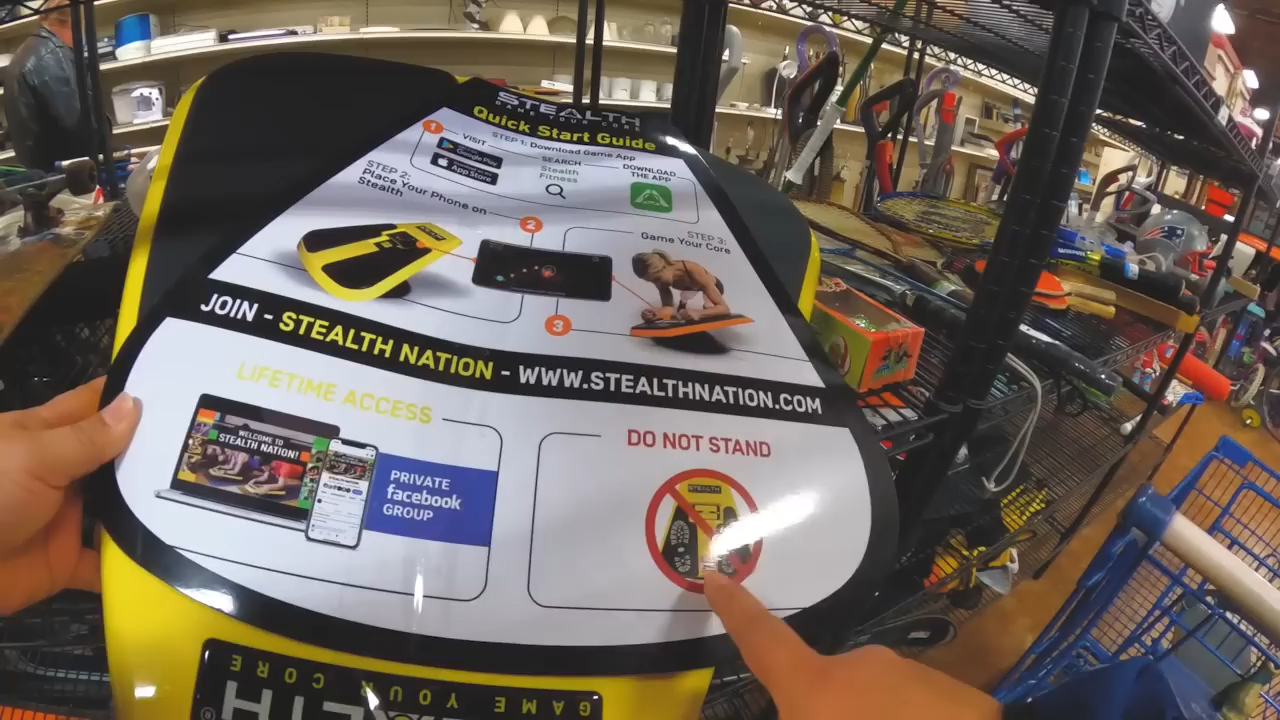 STEALTH
GAME YOUR CORE
Quick Start Guide
1
STEP 1: Download Game App
VISIT
Google Play
App Store
SEARCH
Stealth
Fitness
DOWNLOAD
THE APP
STEP 2:
Place Your Phone on
Stealth
2
STEP 3:
Game Your Core
3
JOIN - STEALTH NATION - WWW.STEALTHNATION.COM
LIFETIME ACCESS
WELCOME TO
STEALTH NATION!
PRIVATE
facebook
GROUP
DO NOT STAND
STEALTH
GAME YOUR CORE
STEALTH